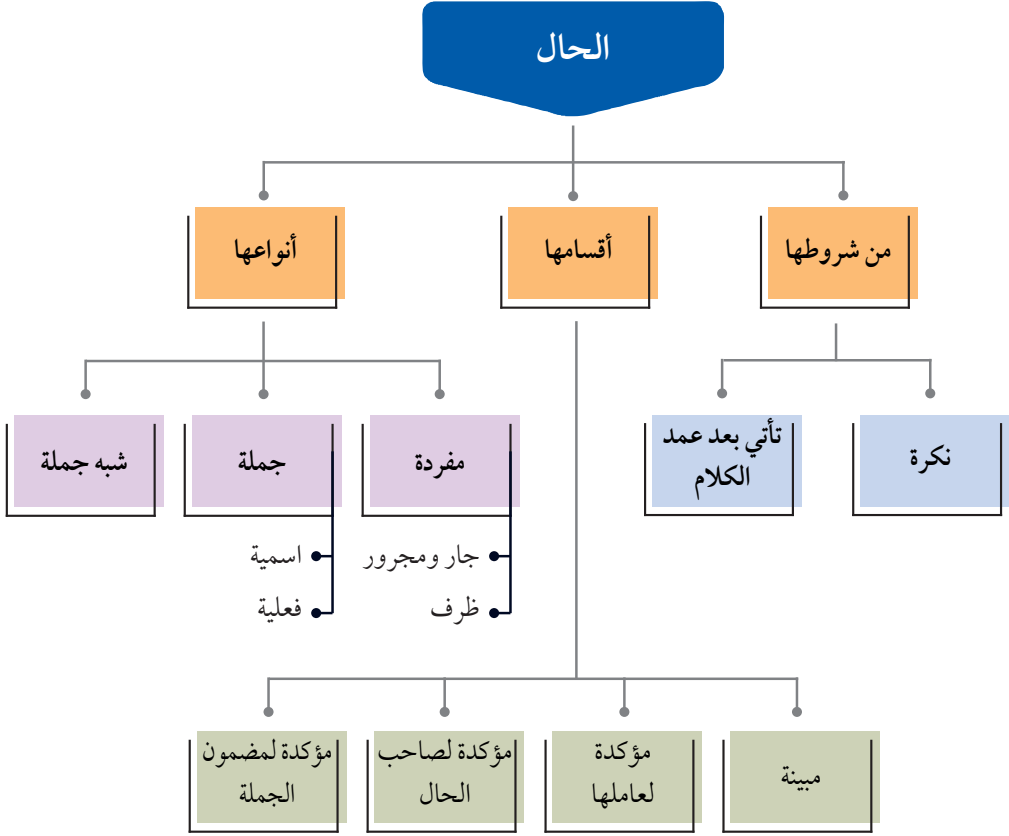 الحال
من شروطها
أقسامها
أنواعها
نكرة
تأتي بعد عمد
الكلام
مفردة
جملة
شبه جملة
جار ومجرور
ظرف
اسمية
فعلية
مبينة
مؤكدة
لعاملها
مؤكدة لصاحب
الحال
مؤكدة لمضمون
الجملة